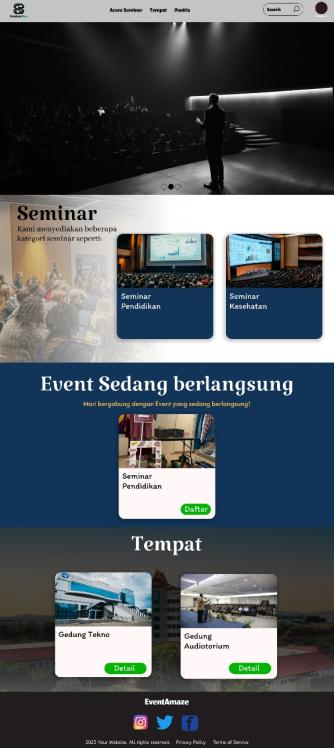 Acara Seminar Tempat Panitia Search
Seminar
Kami menyediakan beberapa
kategori seminar seperti:
Seminar
Pendidikan
Seminar
Kesehatan
Event Sedang berlangsung
Mari bergabung dengan Event yang sedang berlangsung!
Seminar
Pendidikan
Daftar
Tempat
Gedung Tekno
Detail
Gedung
Audiotorium
Detail
EventAmaze
2025 Your Website. All rights reserved. Privacy Policy Terms of Service